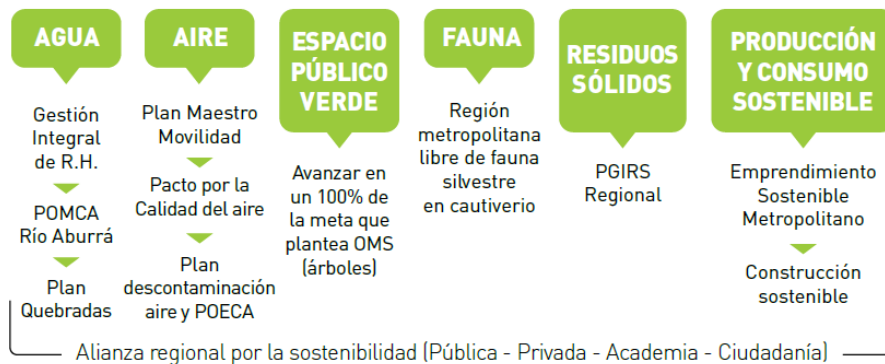 AGUA
Gestión
Integral
de R.H.
POMCA
Río Aburrá
Plan
Quebradas
AIRE
Plan Maestro
Movilidad
Pacto por la
Calidad del aire
Plan
descontaminación
aire y POECA
ESPACIO
PÚBLICO
VERDE
Avanzar en
un 100% de
la meta que
plantea OMS
(árboles)
FAUNA
Región
metropolitana
libre de fauna
silvestre
en cautiverio
RESIDUOS
SÓLIDOS
PGIRS
Regional
PRODUCCIÓN
Y CONSUMO
SOSTENIBLE
Emprendimiento
Sostenible
Metropolitano
Construcción
sostenible
Alianza regional por la sostenibilidad (Pública - Privada - Academia - Ciudadanía)